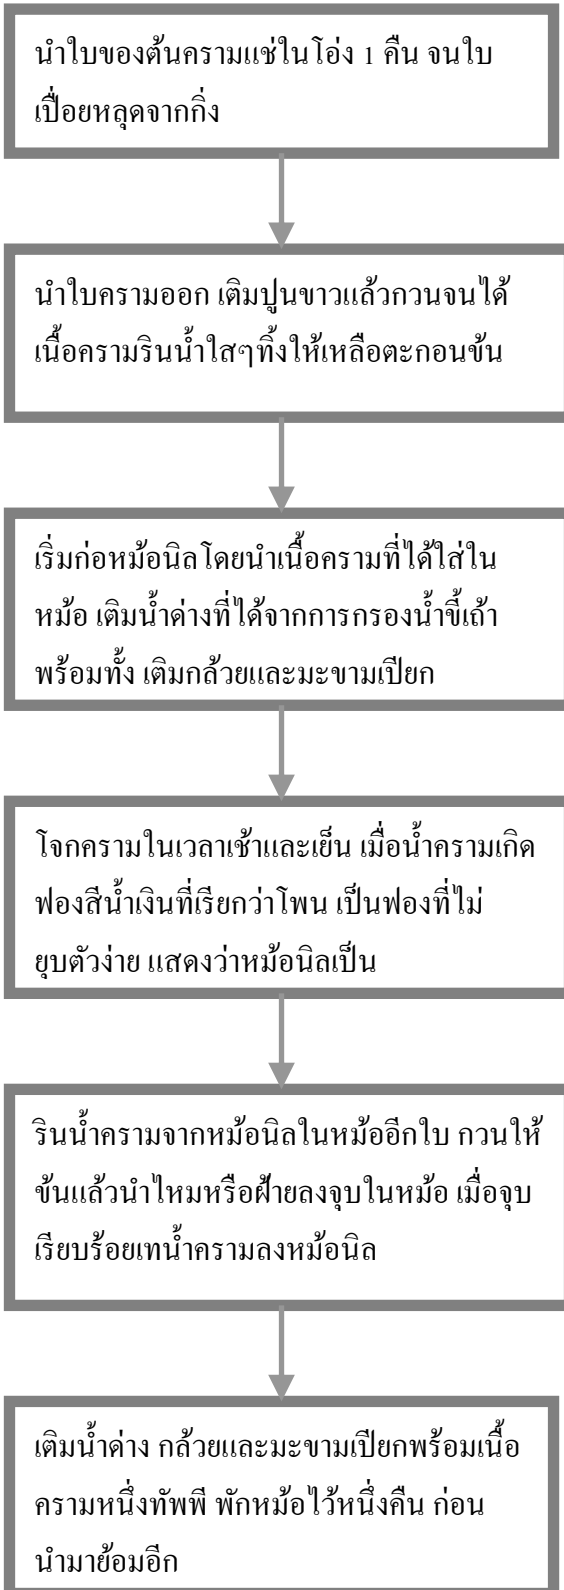 นำใบของต้นครามแช่ในโอ่ง 1 คืน จนใบ
เปื่อยหลุดจากกิ่ง
นำใบครามออก เติมปูนขาวแล้วกวนจนได้
เนื้อครามรินน้ำใสๆทิ้งให้เหลือตะกอนข้น
เริ่มก่อหม้อนิลโดยนำเนื้อครามที่ได้ใส่ใน
หม้อ เติมน้ำด่างที่ได้จากการกรองน้ำขี้เถ้า
พร้อมทั้ง เติมกล้วยและมะขามเปียก
โจกครามในเวลาเช้าและเย็น เมื่อน้ำครามเกิด
ฟองสีน้ำเงินที่เรียกว่าโพน เป็นฟองที่ไม่
ยุบตัวง่าย แสดงว่าหม้อนิลเป็น
รินน้ำครามจากหม้อนิลในหม้ออีกใบ กวนให้
ข้นแล้วนำไหมหรือฝ้ายลงจุบในหม้อ เมื่อจุบ
เรียบร้อยเทน้ำครามลงหม้อนิล
เติมน้ำด่าง กล้วยและมะขามเปียกพร้อมเนื้อ
ครามหนึ่งทัพพี พักหม้อไว้หนึ่งคืน ก่อน
นำมาย้อมอีก